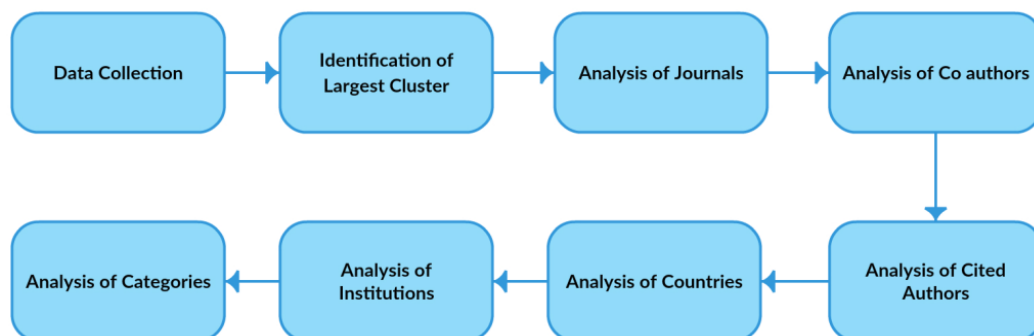 Data Collection
Identification of
Largest Cluster
Analysis of Journals
Analysis of Co authors
Analysis of Cited
Authors
Analysis of Countries
Analysis of
Institutions
Analysis of Categories